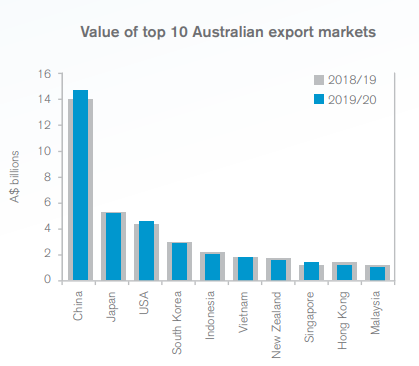 Value of top 10 Australian export markets
2018/19
2019/20
A$ billions
16
14
12
10
8
6
4
2
0
China
Japan
USA
South Korea
Indonesia
Vietnam
New Zealand
Singapore
Hong Kong
Malaysia